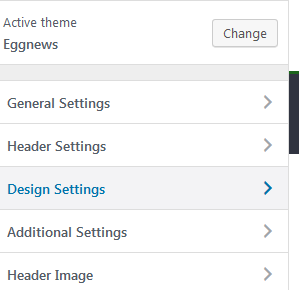 Active theme
Eggnews
Change
General Settings
Header Settings
Design Settings
Additional Settings
Header Image